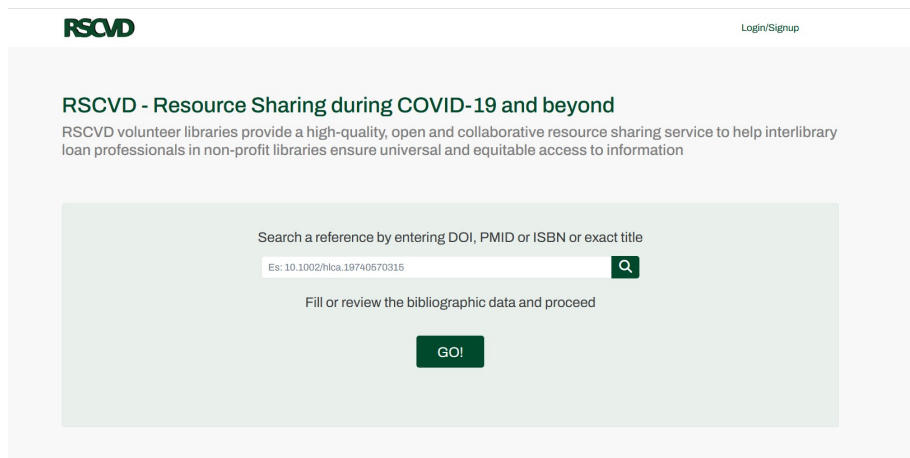 RSCVD
Login/Signup
RSCVD - Resource Sharing during COVID-19 and beyond
RSCVD volunteer libraries provide a high-quality, open and collaborative resource sharing service to help interlibrary
loan professionals in non-profit libraries ensure universal and equitable access to information
Search a reference by entering DOI, PMID or ISBN or exact title
Es: 10.1002/hlca.19740570315
Fill or review the bibliographic data and proceed
GO!